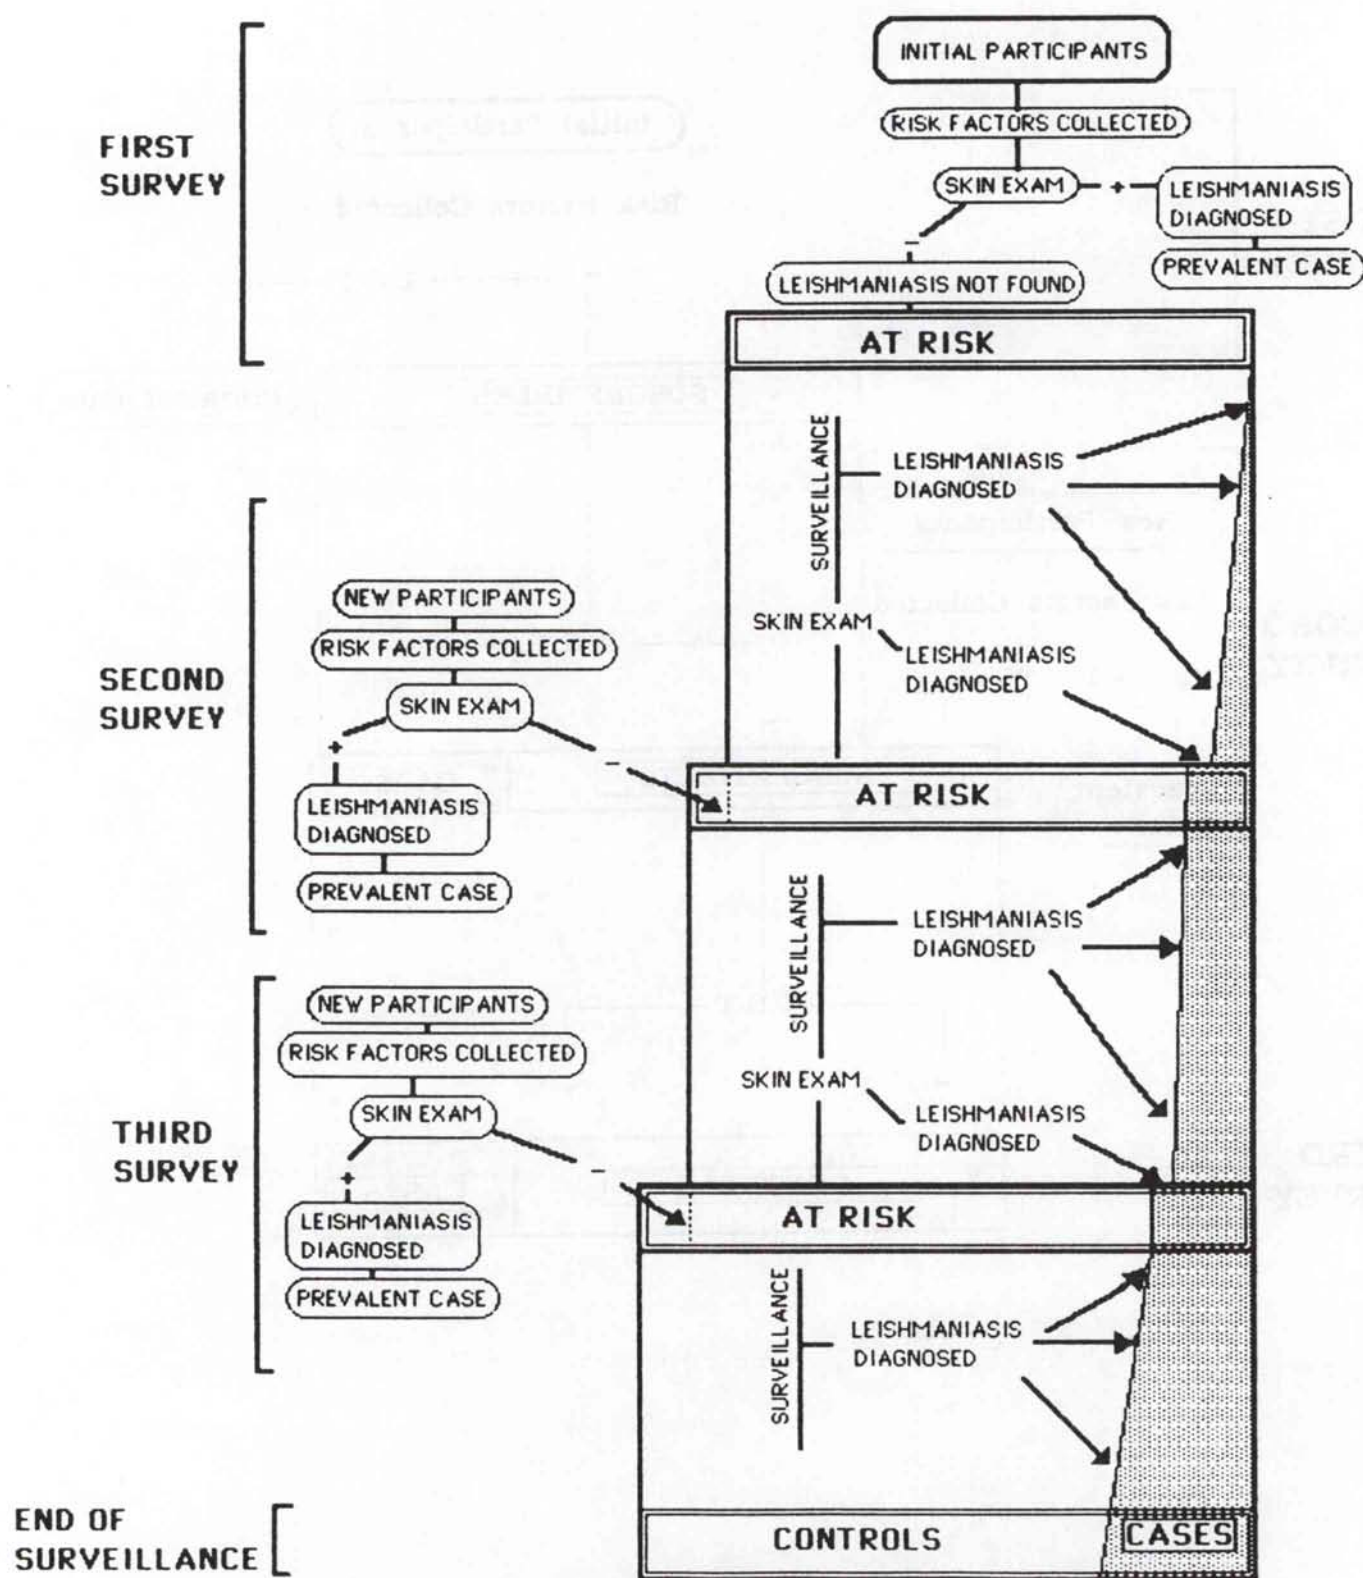 FIRST
SURVEY
INITIAL PARTICIPANTS
RISK FACTORS COLLECTED
SKIN EXAM
+
LEISHMANIASIS
DIAGNOSED
PREVALENT CASE
-
LEISHMANIASIS NOT FOUND
AT RISK
SURVEILLANCE
LEISHMANIASIS
DIAGNOSED
SKIN EXAM
LEISHMANIASIS
DIAGNOSED
SECOND
SURVEY
NEW PARTICIPANTS
RISK FACTORS COLLECTED
SKIN EXAM
+
-
LEISHMANIASIS
DIAGNOSED
PREVALENT CASE
AT RISK
SURVEILLANCE
LEISHMANIASIS
DIAGNOSED
SKIN EXAM
LEISHMANIASIS
DIAGNOSED
THIRD
SURVEY
NEW PARTICIPANTS
RISK FACTORS COLLECTED
SKIN EXAM
+
-
LEISHMANIASIS
DIAGNOSED
PREVALENT CASE
AT RISK
SURVEILLANCE
LEISHMANIASIS
DIAGNOSED
END OF
SURVEILLANCE
CONTROLS
CASES